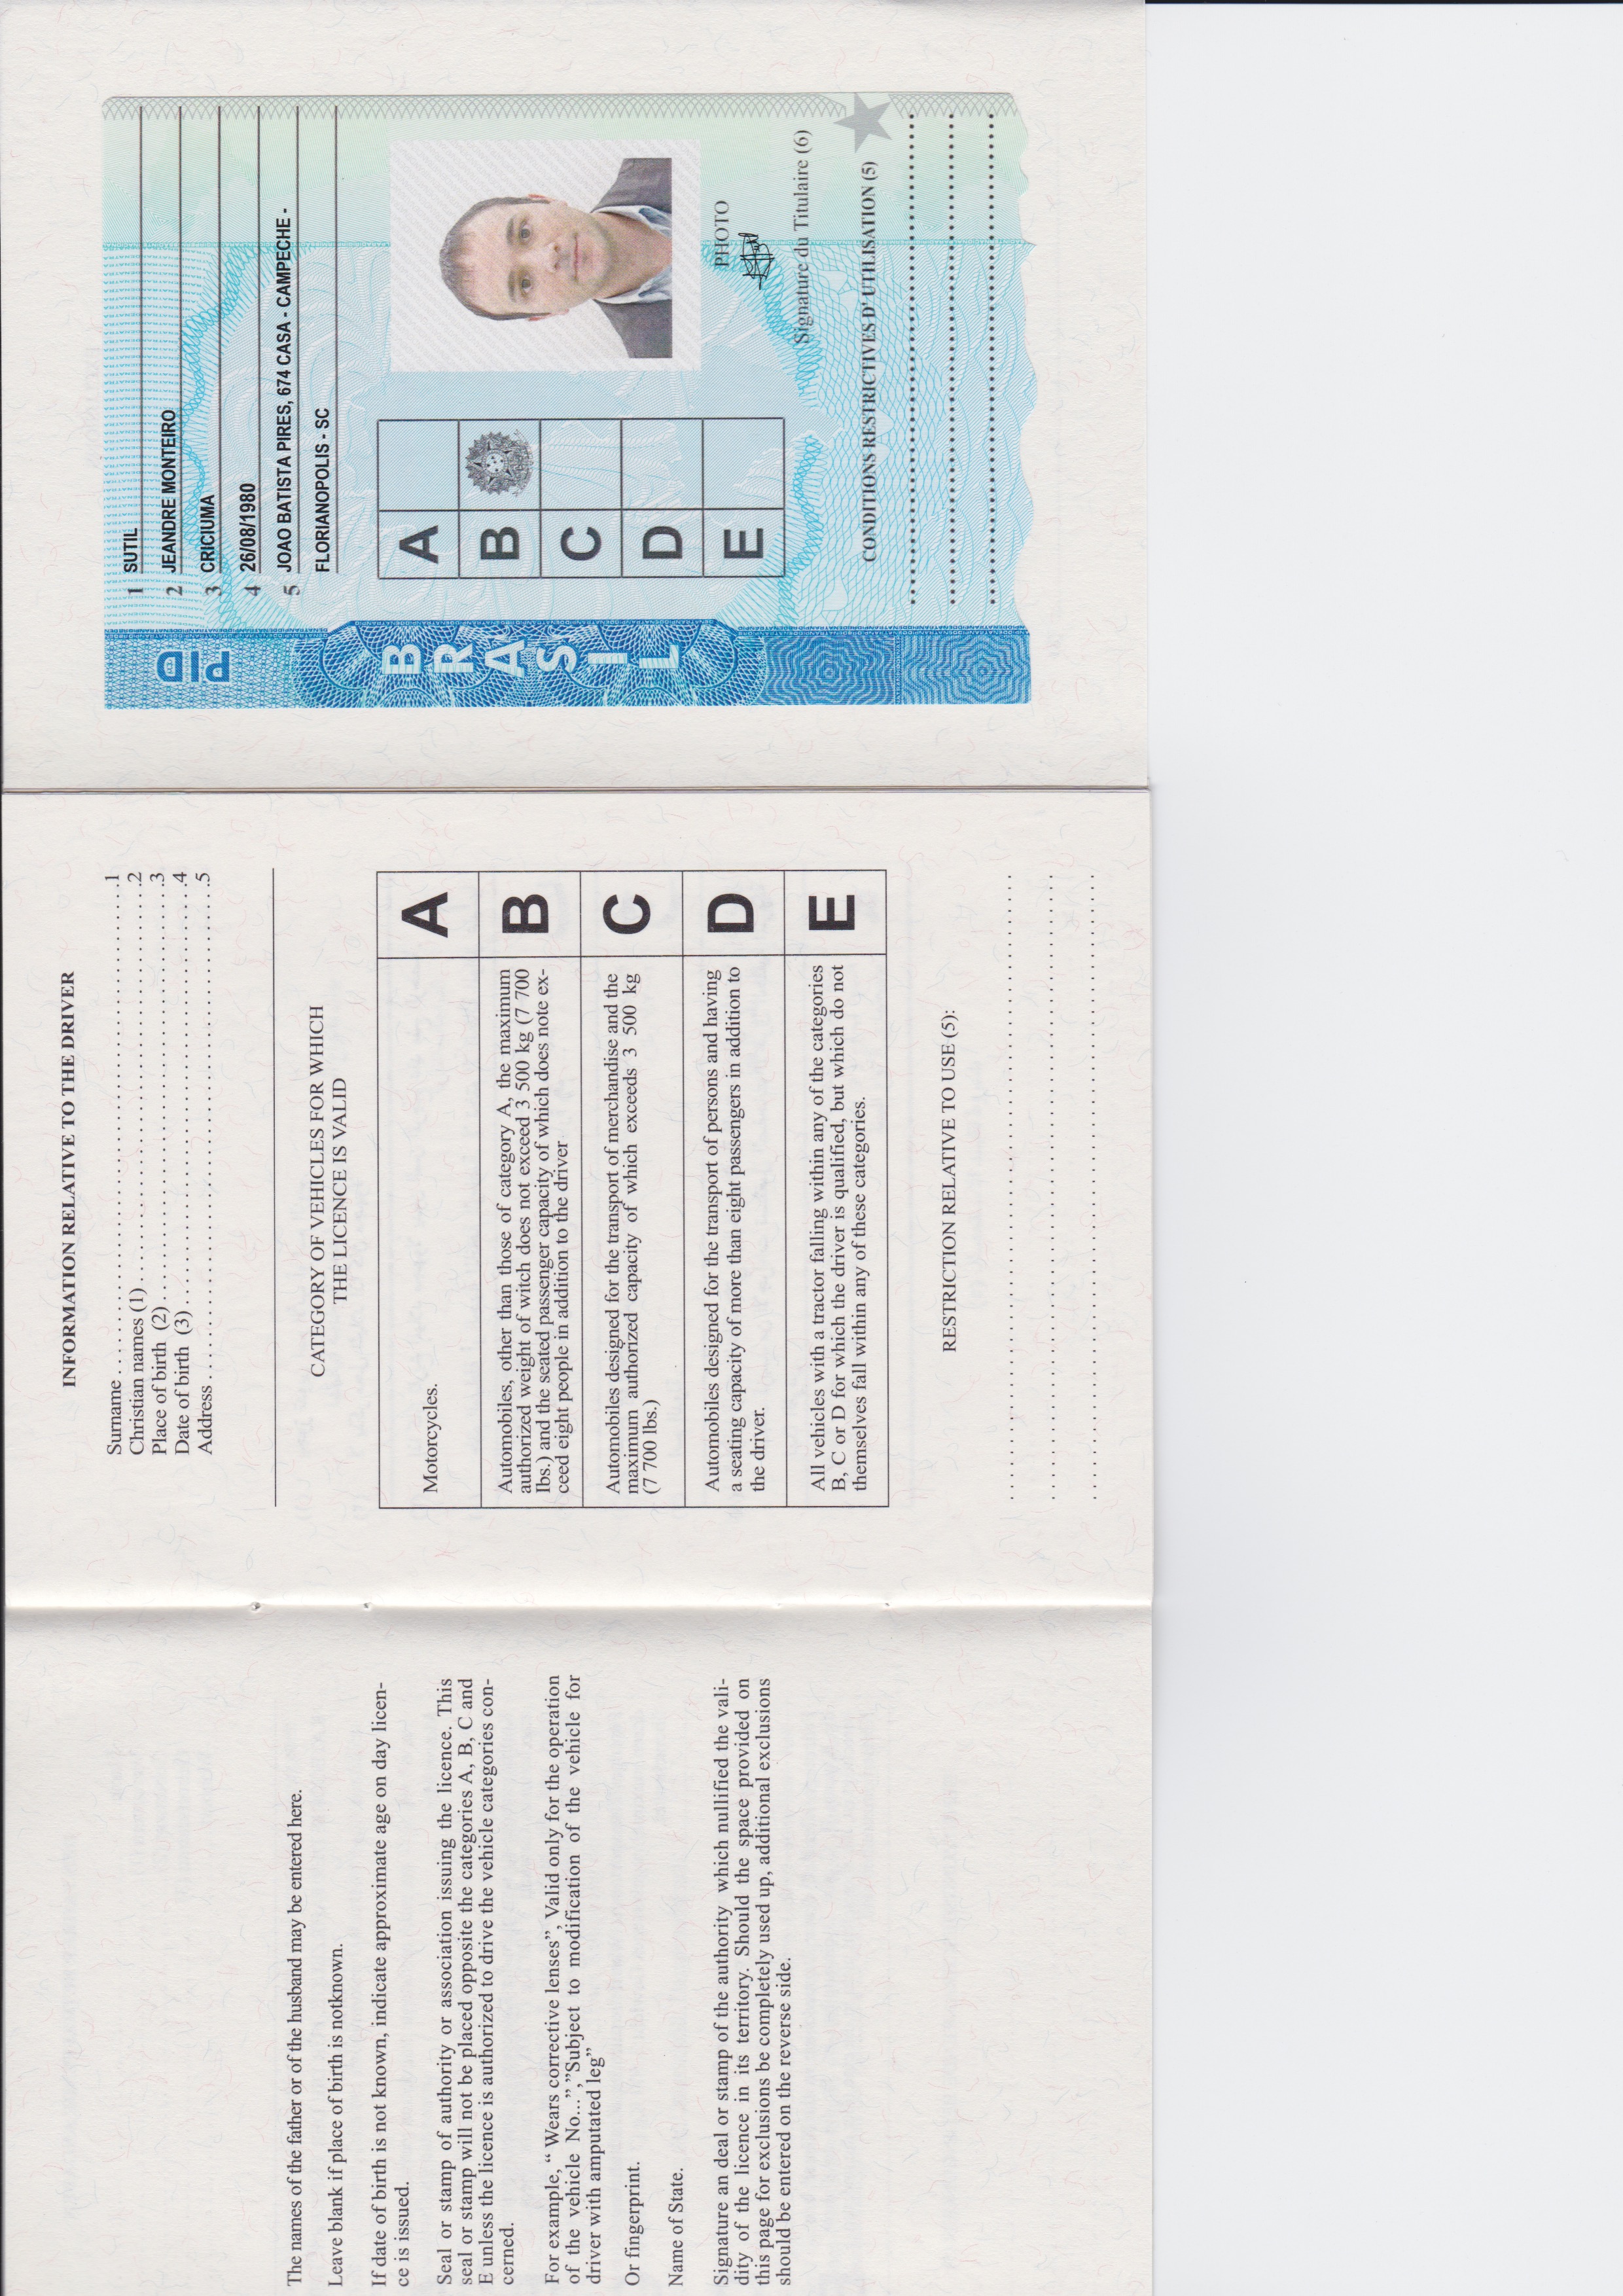 The names of the father or of the husband may be entered here.
Leave blank if place of birth is notknown.
If date of birth is not known, indicate approximate age on day licen-
ce is issued.
Seal or stamp of authority or association issuing the licence. This
seal or stamp will not be placed opposite the categories A, B, C and
E unless the licence is authorized to drive the vehicle categories con-
cerned.
For example, “ Wears corrective lenses”, Valid only for the operation
of the vehicle No...”,”Subject to modification of the vehicle for
driver with amputated leg”
Or fingerprint.
Name of State.
Signature an deal or stamp of the authority which nullified the vali-
dity of the licence in its territory. Should the space provided on
this page for exclusions be completely used up, additional exclusions
should be entered on the reverse side.
INFORMATION RELATIVE TO THE DRIVER
Surname ........................................1
Christian names (1) ........................................2
Place of birth (2) ........................................3
Date of birth (3) ........................................4
Address ........................................5
CATEGORY OF VEHICLES FOR WHICH
THE LICENCE IS VALID
Motorcycles. A
Automobiles, other than those of category A, the maximum
authorized weight of witch does not exceed 3 500 kg (7 700
lbs.) and the seated passenger capacity of which does note ex-
ceed eight people in addition to the driver
B
Automobiles designed for the transport of merchandise and the
maximum authorized capacity of which exceeds 3 500 kg
(7 700 lbs.)
C
Automobiles designed for the transport of persons and having
a seating capacity of more than eight passengers in addition to
the driver.
D
All vehicles with a tractor falling within any of the categories
B, C or D for which the driver is qualified, but which do not
themselves fall within any of these categories.
E
RESTRICTION RELATIVE TO USE (5):
PID
BRASIL
1 SUTIL
2 JEANDRE MONTEIRO
3 CRICIUMA
4 26/08/1980
5 JOAO BATISTA PIRES, 674 CASA - CAMPECHE -
FLORIANOPOLIS - SC
A
B
C
D
E
PHOTO
Signature du Titulaire (6)
CONDITIONS RESTRICTIVES D' UTILISATION (5)